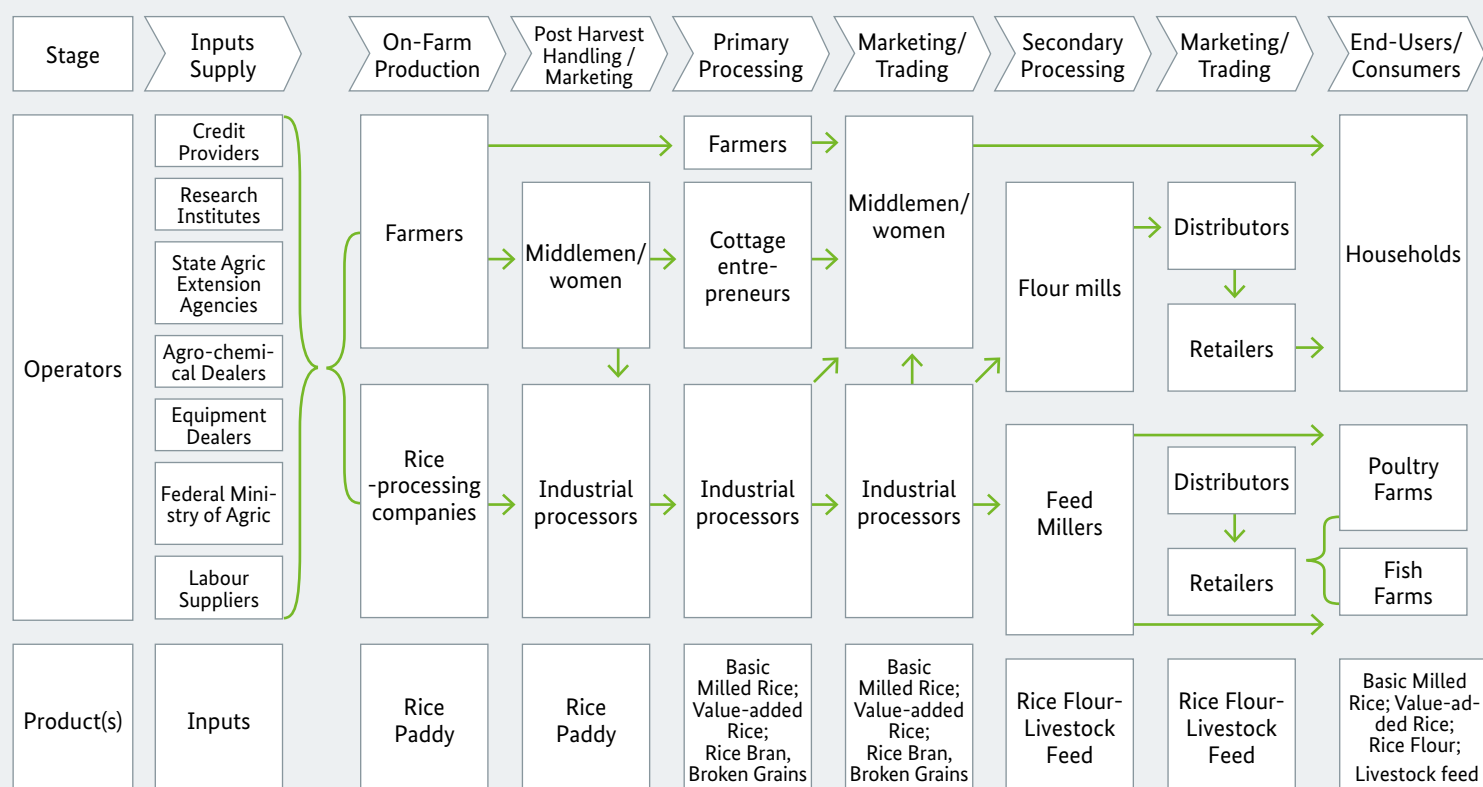 Stage
Inputs
Supply
On-Farm
Production
Post Harvest
Handling /
Marketing
Primary
Processing
Marketing/
Trading
Secondary
Processing
Marketing/
Trading
End-Users/
Consumers
Operators
Credit
Providers
Research
Institutes
State Agric
Extension
Agencies
Agro-chemi-
cal Dealers
Equipment
Dealers
Federal Mini-
stry of Agric
Labour
Suppliers
Farmers
Rice
-processing
companies
Middlemen/
women
Industrial
processors
Farmers
Cottage
entre-
preneurs
Industrial
processors
Middlemen/
women
Industrial
processors
Flour mills
Feed
Millers
Distributors
Retailers
Distributors
Retailers
Households
Poultry
Farms
Fish
Farms
Product(s)
Inputs
Rice
Paddy
Rice
Paddy
Basic
Milled Rice;
Value-added
Rice;
Rice Bran,
Broken Grains
Basic
Milled Rice;
Value-added
Rice;
Rice Bran,
Broken Grains
Rice Flour-
Livestock
Feed
Rice Flour-
Livestock
Feed
Basic Milled
Rice; Value-ad-
ded Rice;
Rice Flour;
Livestock feed